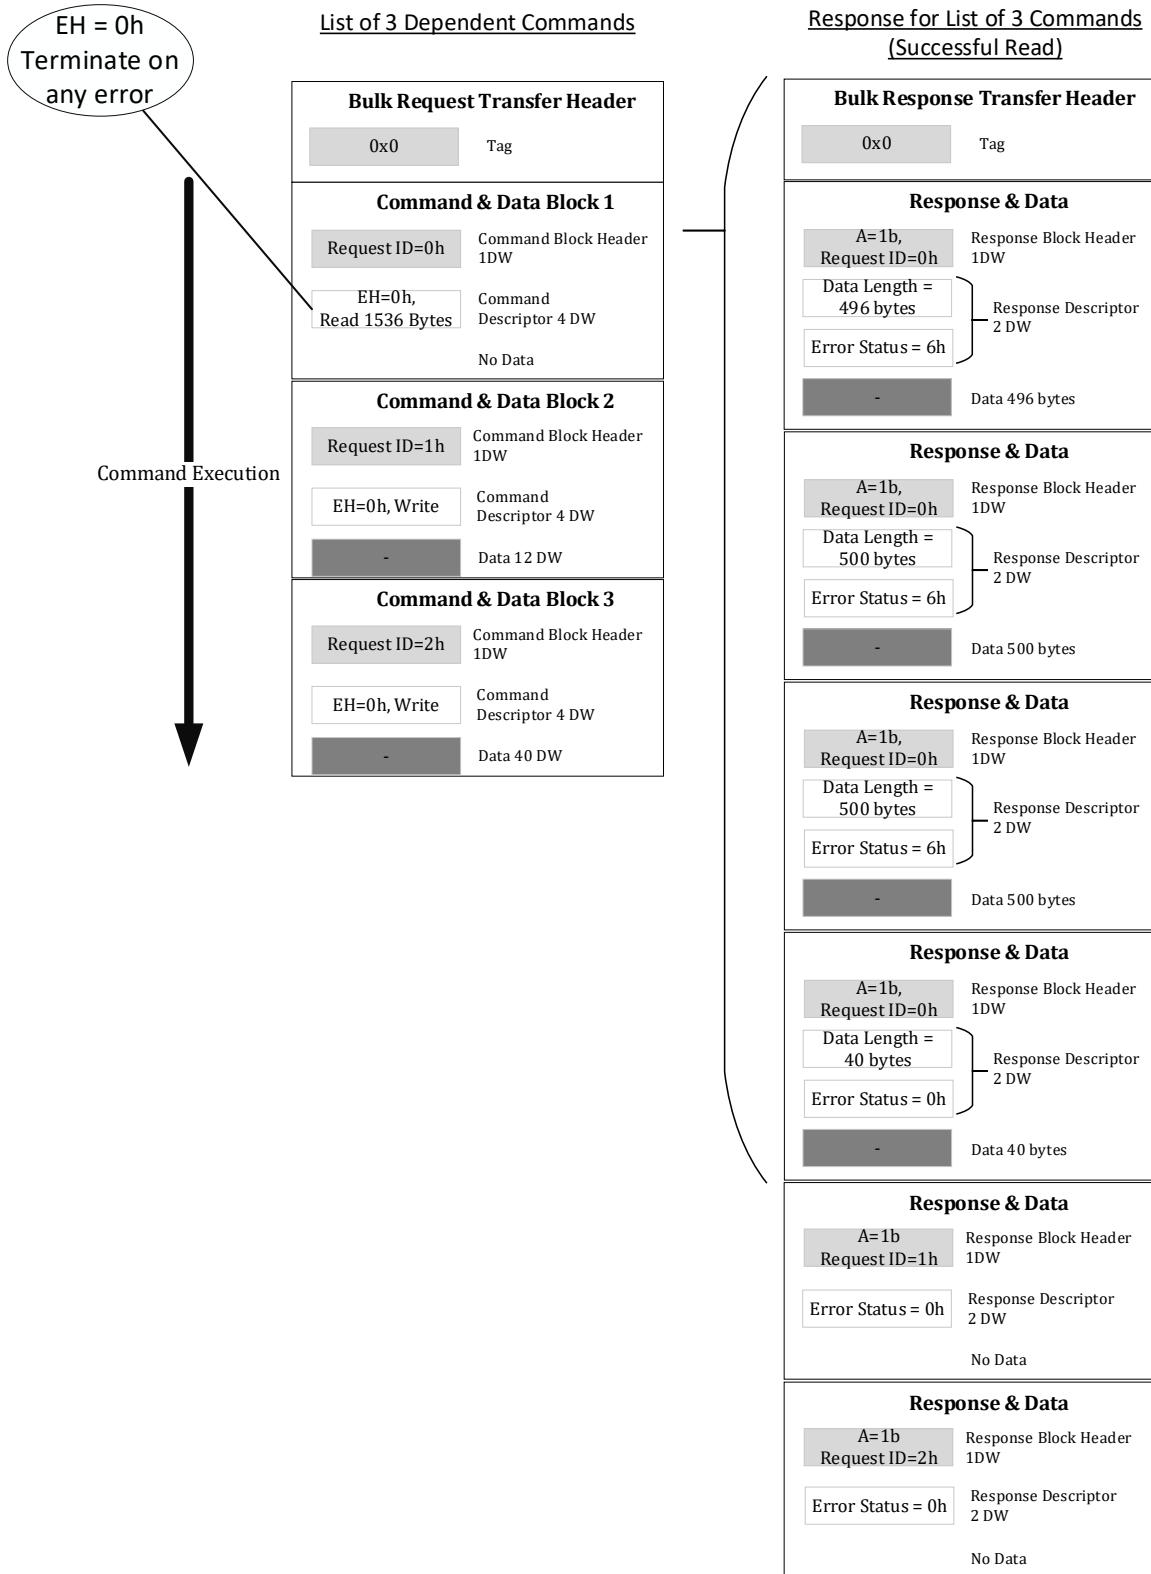 EH = 0h
Terminate on
any error
List of 3 Dependent Commands
Bulk Request Transfer Header
0x0
Tag
Command & Data Block 1
Request ID=0h
Command Block Header
1DW
EH=0h,
Read 1536 Bytes
Command
Descriptor 4 DW
No Data
Command & Data Block 2
Request ID=1h
Command Block Header
1DW
EH=0h, Write
Command
Descriptor 4 DW
-
Data 12 DW
Command & Data Block 3
Request ID=2h
Command Block Header
1DW
EH=0h, Write
Command
Descriptor 4 DW
-
Data 40 DW
Command Execution
Response for List of 3 Commands
(Successful Read)
Bulk Response Transfer Header
0x0
Tag
Response & Data
A=1b,
Request ID=0h
Response Block Header
1DW
Data Length =
496 bytes
Error Status = 6h
Response Descriptor
2 DW
-
Data 496 bytes
Response & Data
A=1b,
Request ID=0h
Response Block Header
1DW
Data Length =
500 bytes
Error Status = 6h
Response Descriptor
2 DW
-
Data 500 bytes
Response & Data
A=1b,
Request ID=0h
Response Block Header
1DW
Data Length =
500 bytes
Error Status = 6h
Response Descriptor
2 DW
-
Data 500 bytes
Response & Data
A=1b,
Request ID=0h
Response Block Header
1DW
Data Length =
40 bytes
Error Status = 0h
Response Descriptor
2 DW
-
Data 40 bytes
Response & Data
A=1b
Request ID=1h
Response Block Header
1DW
Error Status = 0h
Response Descriptor
2 DW
No Data
Response & Data
A=1b
Request ID=2h
Response Block Header
1DW
Error Status = 0h
Response Descriptor
2 DW
No Data